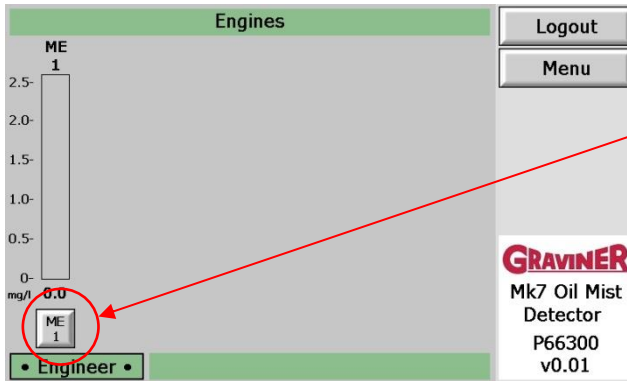 Engines
Logout
Menu
ME
1
2.5-
2.0-
1.5-
1.0-
0.5-
0-
mg/l 0.0
ME
1
• Engineer •
GRAVINER
Mk7 Oil Mist
Detector
P66300
v0.01